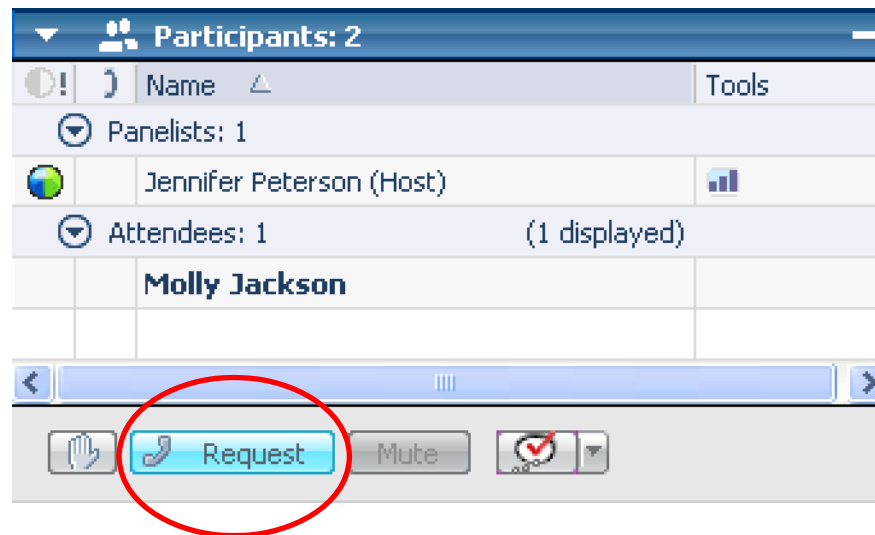 Participants: 2
! Name Tools
Panelists: 1
Jennifer Peterson (Host)
Attendees: 1 (1 displayed)
Molly Jackson
Request Mute